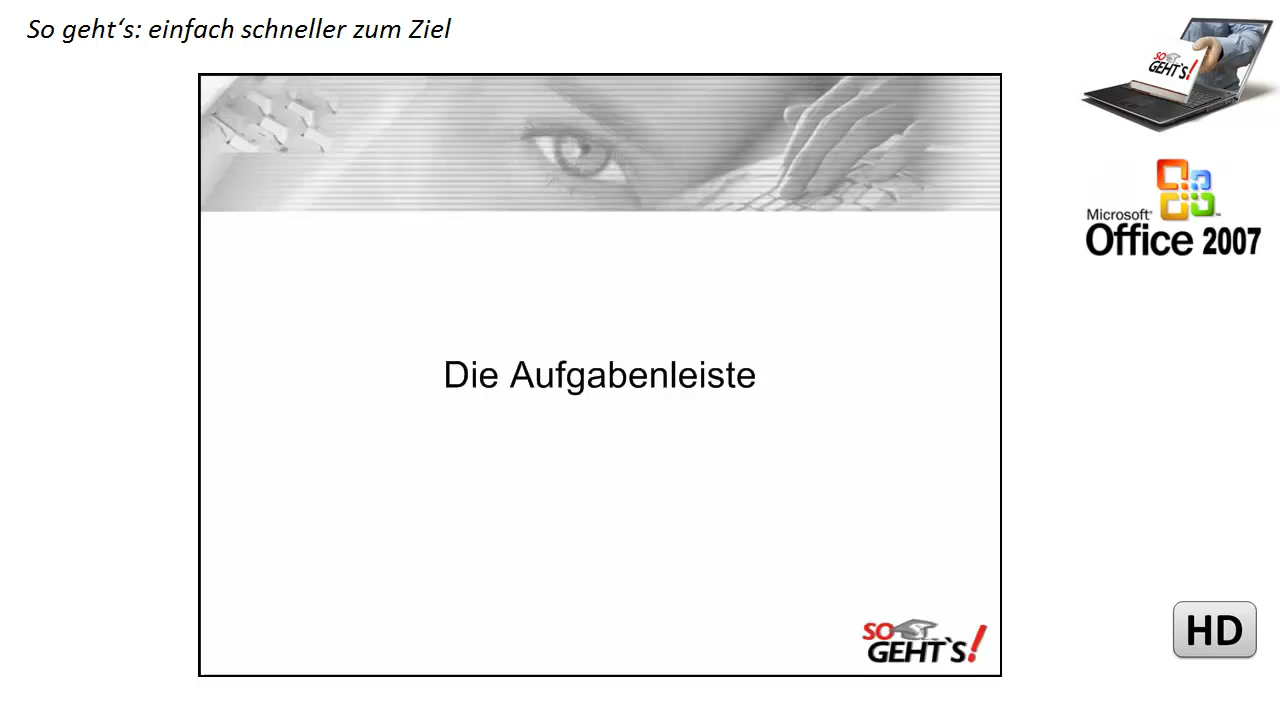 So geht‘s: einfach schneller zum Ziel
SO
GEHT`S!
Microsoft®
Office 2007
Die Aufgabenleiste
SO
GEHT`S!
HD